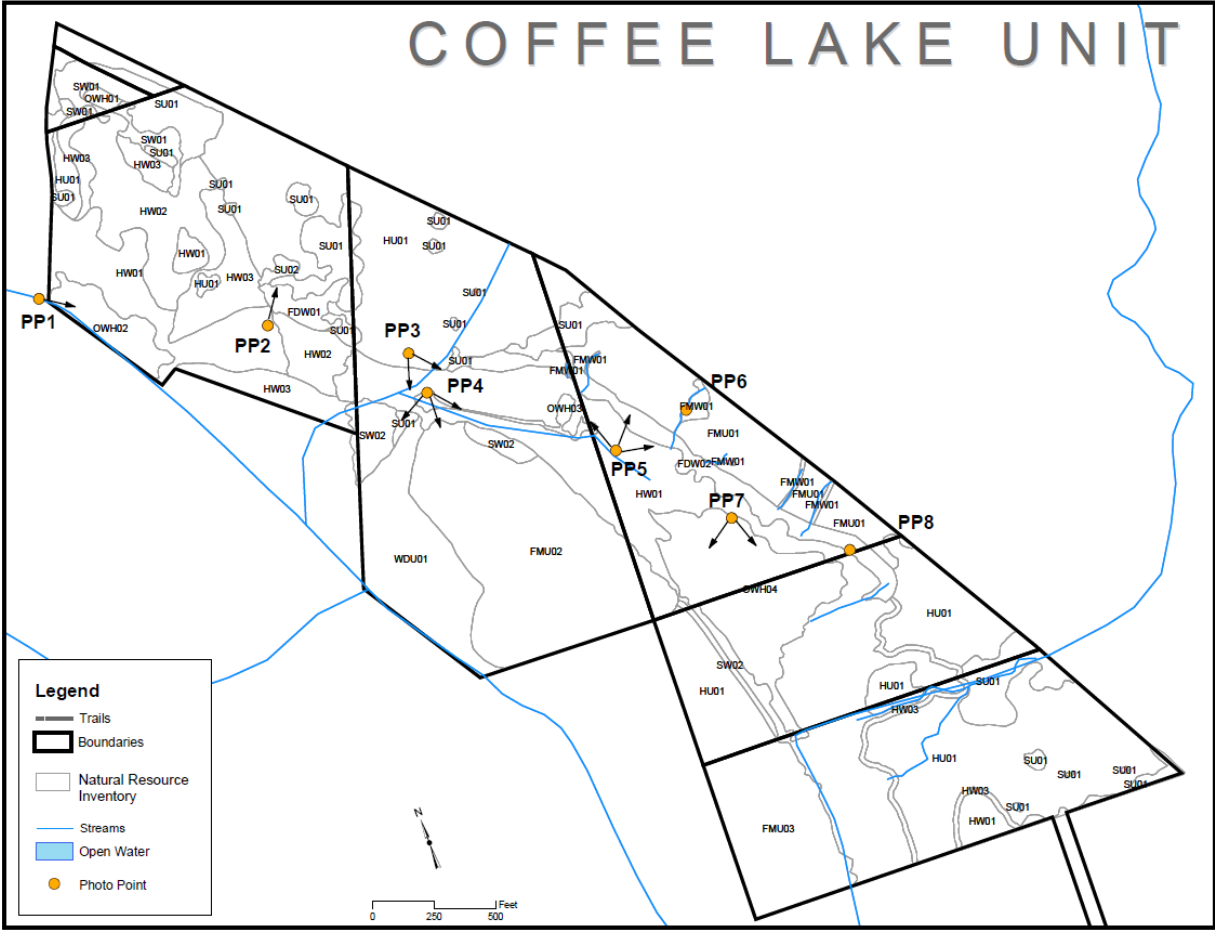 COFFEE LAKE UNIT
SW01
OWH01
SW01
SU01
SW01
SU01
HW03
HW03
HU01
SU01
SU01
SU01
SU01
HW02
SU01
HU01
SU01
SU01
HW01
HW01
HU01
HW03
SU02
SU01
FDW01
SU01
PP1
OWH02
PP2
HW02
HW03
PP3
SU01
SU01
SU01
FMW01
FMW01
PP4
PP6
FMW01
OWH03
SU01
SW02
SW02
FMU01
PP5
FDW02
FMW01
HW01
FMW01
FMU01
FMW01
PP7
FMU01
PP8
WDU01
FMU02
OWH04
HU01
SW02
HU01
HU01
SU01
HW03
HU01
SU01
SU01
SU01
SU01
HW03
SU01
HW01
FMU03
Legend
Trails
Boundaries
Natural Resource
Inventory
Streams
Open Water
Photo Point
N
Feet
0 250 500